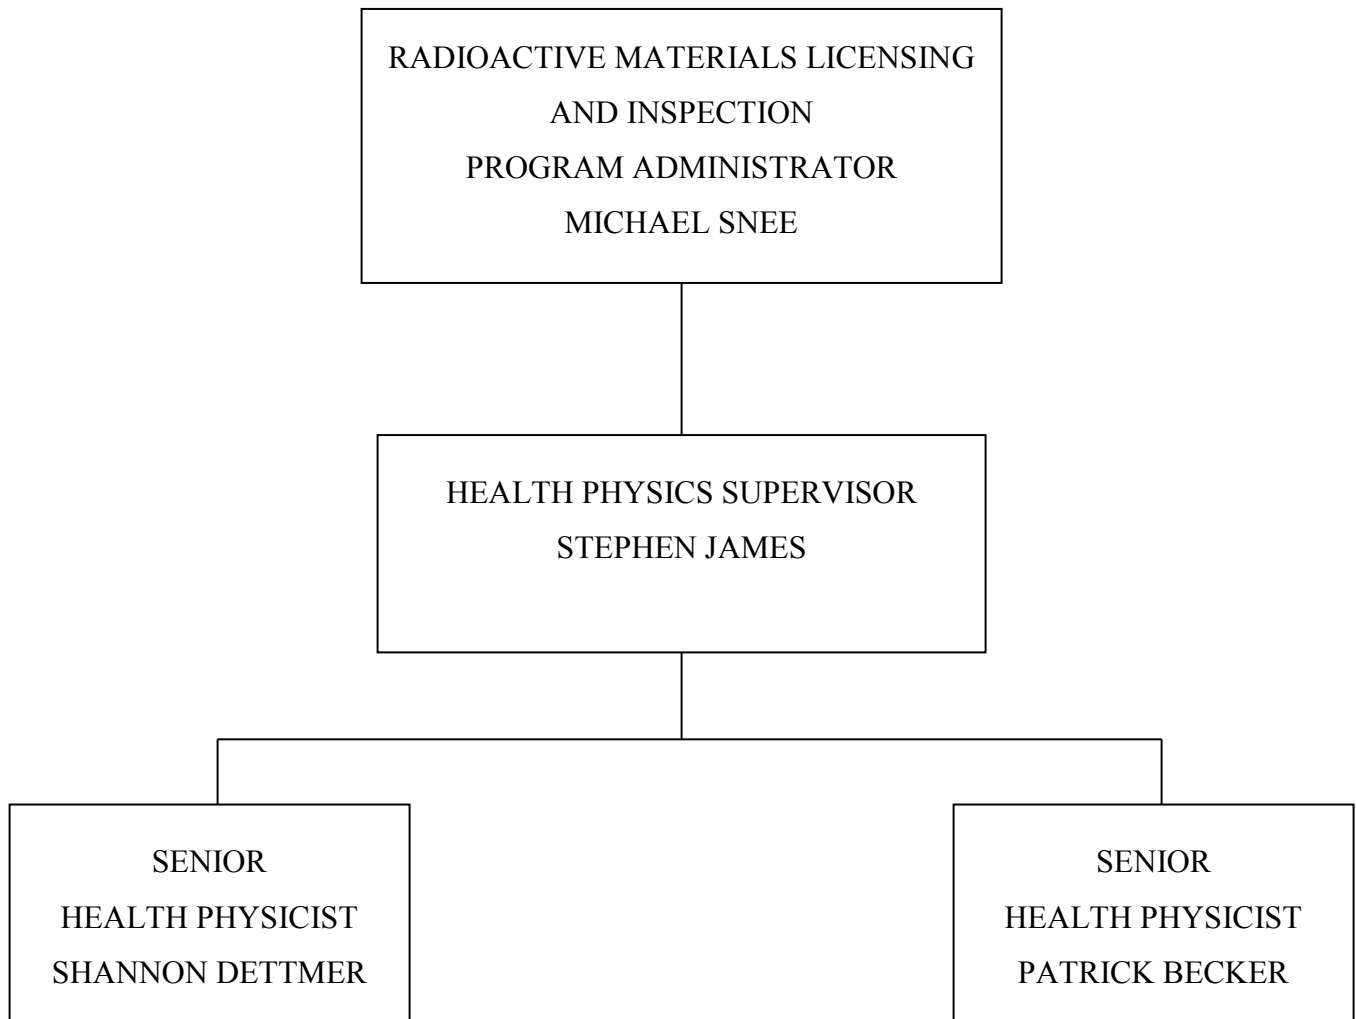 RADIOACTIVE MATERIALS LICENSING
AND INSPECTION
PROGRAM ADMINISTRATOR
MICHAEL SNEE
HEALTH PHYSICS SUPERVISOR
STEPHEN JAMES
SENIOR
HEALTH PHYSICIST
SHANNON DETTMER
SENIOR
HEALTH PHYSICIST
PATRICK BECKER